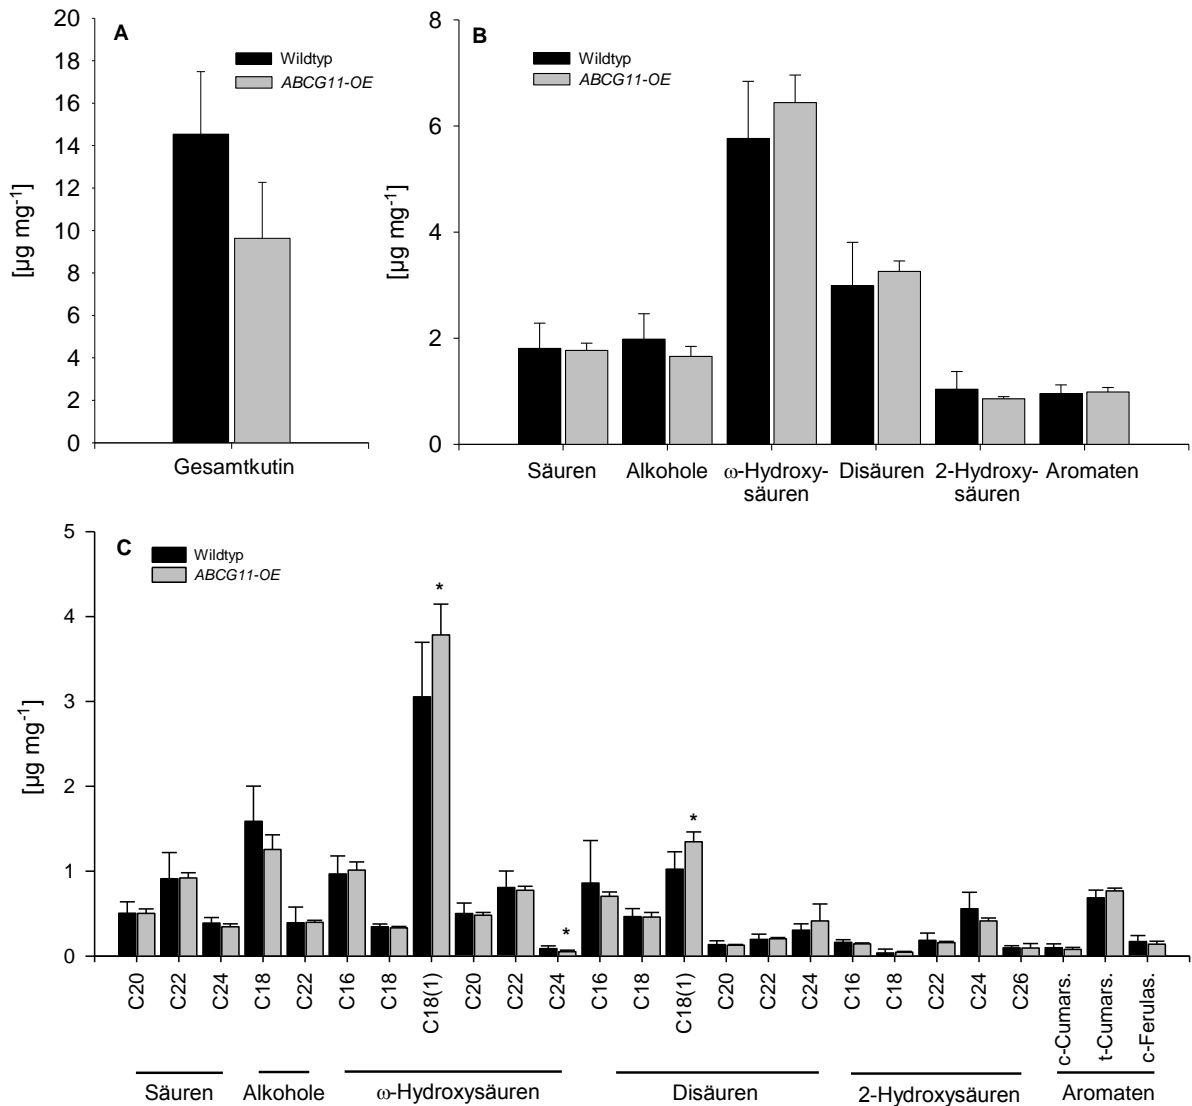 A
Wildtyp
ABCG11-OE
20
18
16
14
12
10
8
6
4
2
0
[µg mg-1]
Gesamtkutin
B
Wildtyp
ABCG11-OE
8
6
4
2
0
[µg mg-1]
Säuren Alkohole ω-Hydroxy- Disäuren 2-Hydroxy- Aromaten
säuren säuren
C
Wildtyp
ABCG11-OE
5
4
3
2
1
0
[µg mg-1]
*
*
*
C20
C22
C24
C18
C22
C16
C18
C18(1)
C20
C22
C24
C16
C18
C18(1)
C20
C22
C24
C16
C18
C22
C24
C26
c-Cumars.
t-Cumars.
c-Ferulas.
Säuren Alkohole ω-Hydroxysäuren Disäuren 2-Hydroxysäuren Aromaten